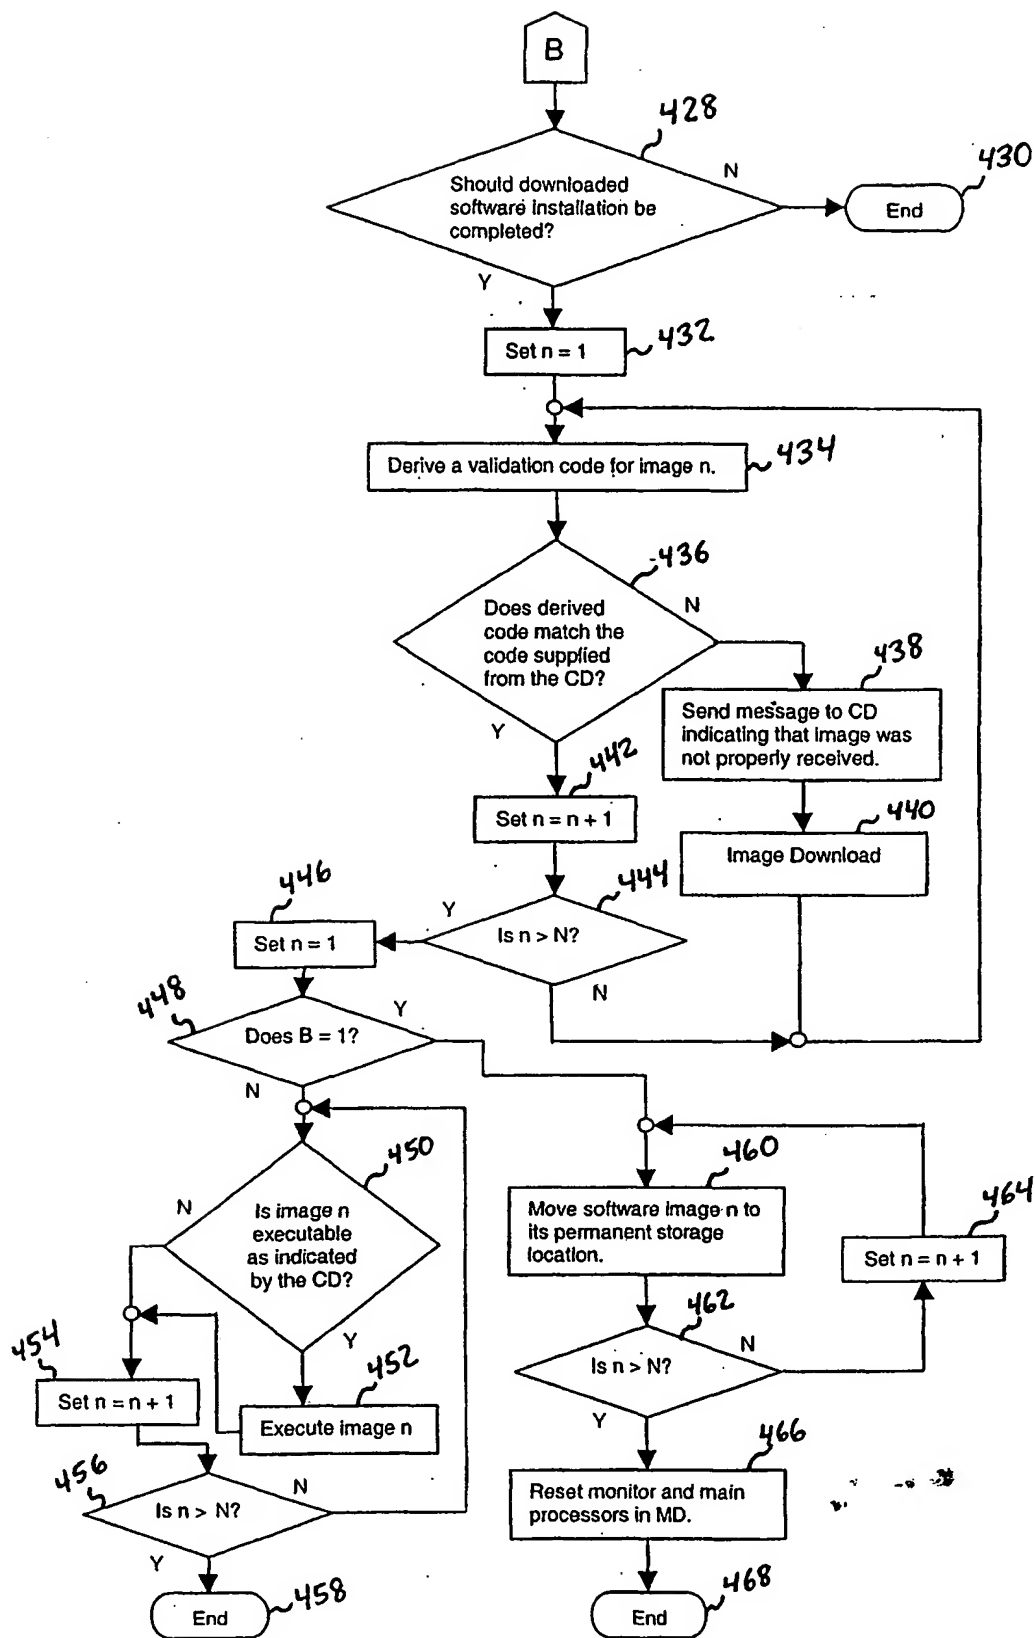 B
428
Should downloaded
software installation be
completed?
N
430
End
Y
Set n = 1
432
Derive a validation code for image n.
434
436
Does derived
code match the
code supplied
from the CD?
N
438
Send message to CD
indicating that image was
not properly received.
Y
442
Set n = n + 1
440
Image Download
446
Set n = 1
Y
444
Is n > N?
N
448
Does B = 1?
Y
N
450
Is image n
executable
as indicated
by the CD?
N
Y
460
Move software image n to
its permanent storage
location.
464
Set n = n + 1
454
Set n = n + 1
452
Execute image n
462
Is n > N?
N
Y
456
Is n > N?
N
Y
466
Reset monitor and main
processors in MD.
End
458
End
468